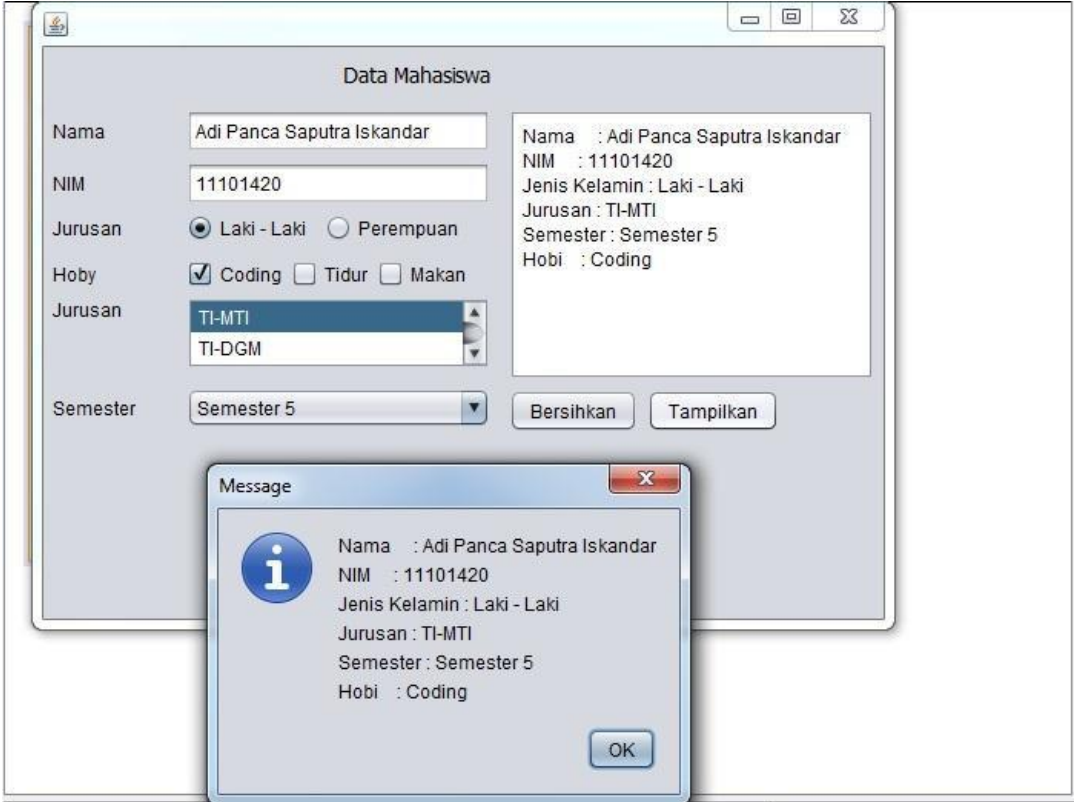 Data Mahasiswa
Nama
Adi Panca Saputra Iskandar
NIM
11101420
Jurusan
Laki - Laki
Perempuan
Hoby
Coding
Tidur
Makan
Jurusan
TI-MTI
TI-DGM
Semester
Semester 5
Nama : Adi Panca Saputra Iskandar
NIM : 11101420
Jenis Kelamin : Laki - Laki
Jurusan : TI-MTI
Semester : Semester 5
Hobi : Coding
Bersihkan
Tampilkan
Message
Nama : Adi Panca Saputra Iskandar
NIM : 11101420
Jenis Kelamin : Laki - Laki
Jurusan : TI-MTI
Semester : Semester 5
Hobi : Coding
OK